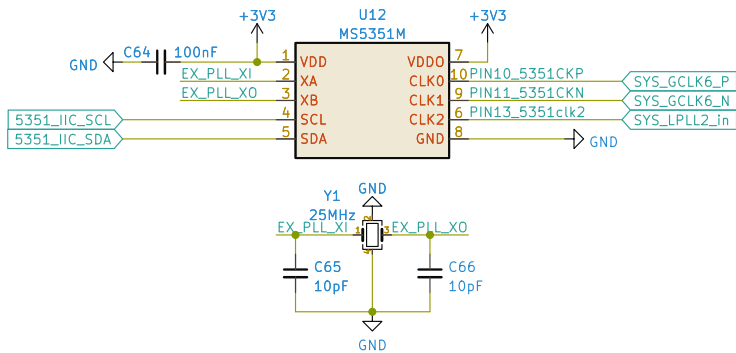 U12
MS5351M
+3V3
+3V3
C64
100nF
GND
1
VDD
VDDO
7
EX_PLL_XI
2
XA
CLK0
10
PIN10_5351CKP
SYS_GCLK6_P
EX_PLL_XO
3
XB
CLK1
9
PIN11_5351CKN
SYS_GCLK6_N
5351_IIC_SCL
4
SCL
CLK2
6
PIN13_5351clk2
SYS_LPLL2_in
5351_IIC_SDA
5
SDA
GND
8
GND
Y1
25MHz
GND
EX_PLL_XI
1
2
3
4
EX_PLL_XO
C65
10pF
C66
10pF
GND